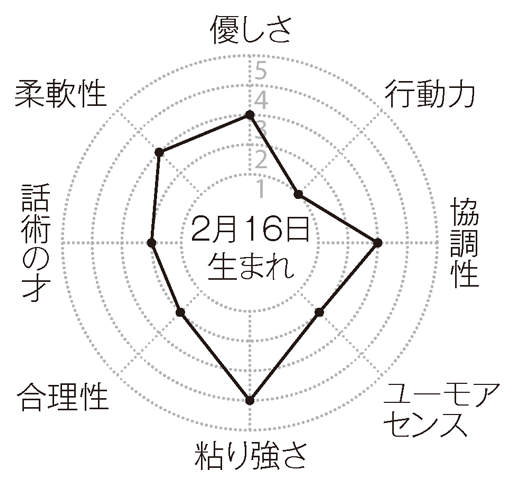 優しさ
5
4
3
2
1
行動力
協調性
ユーモア
センス
粘り強さ
合理性
話術の才
柔軟性
2月16日
生まれ